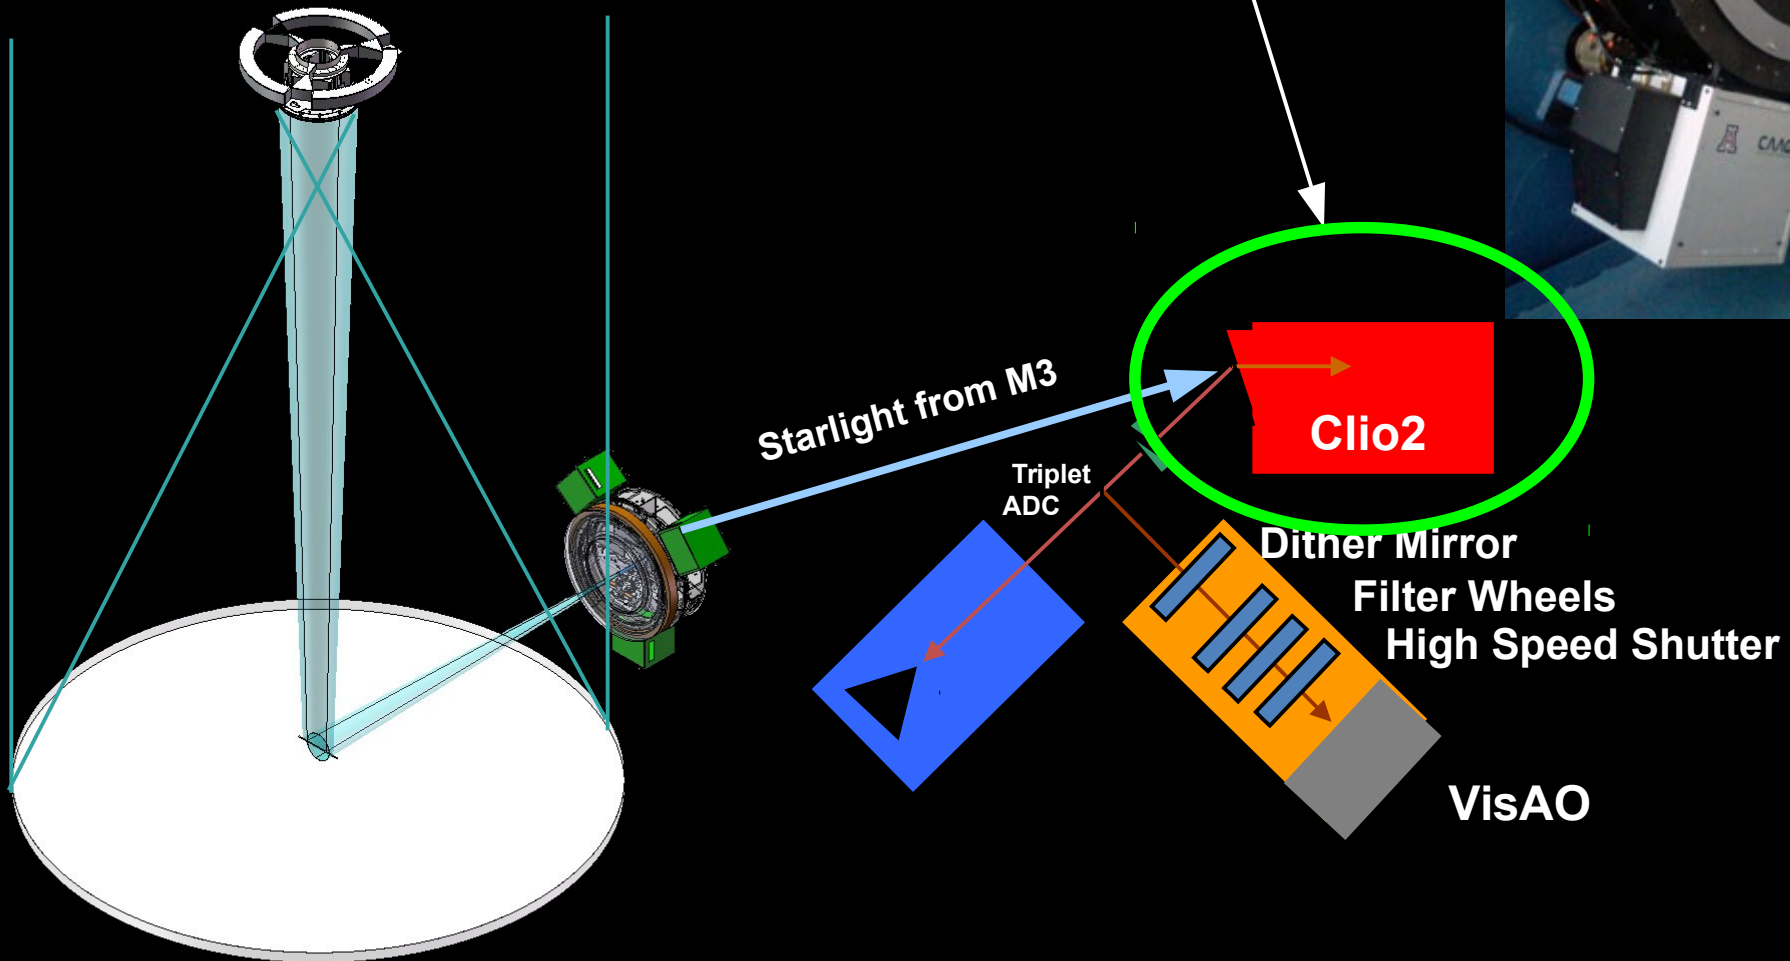 Starlight from M3
Clio2
Triplet
ADC
Dither Mirror
Filter Wheels
High Speed Shutter
VisAO
A